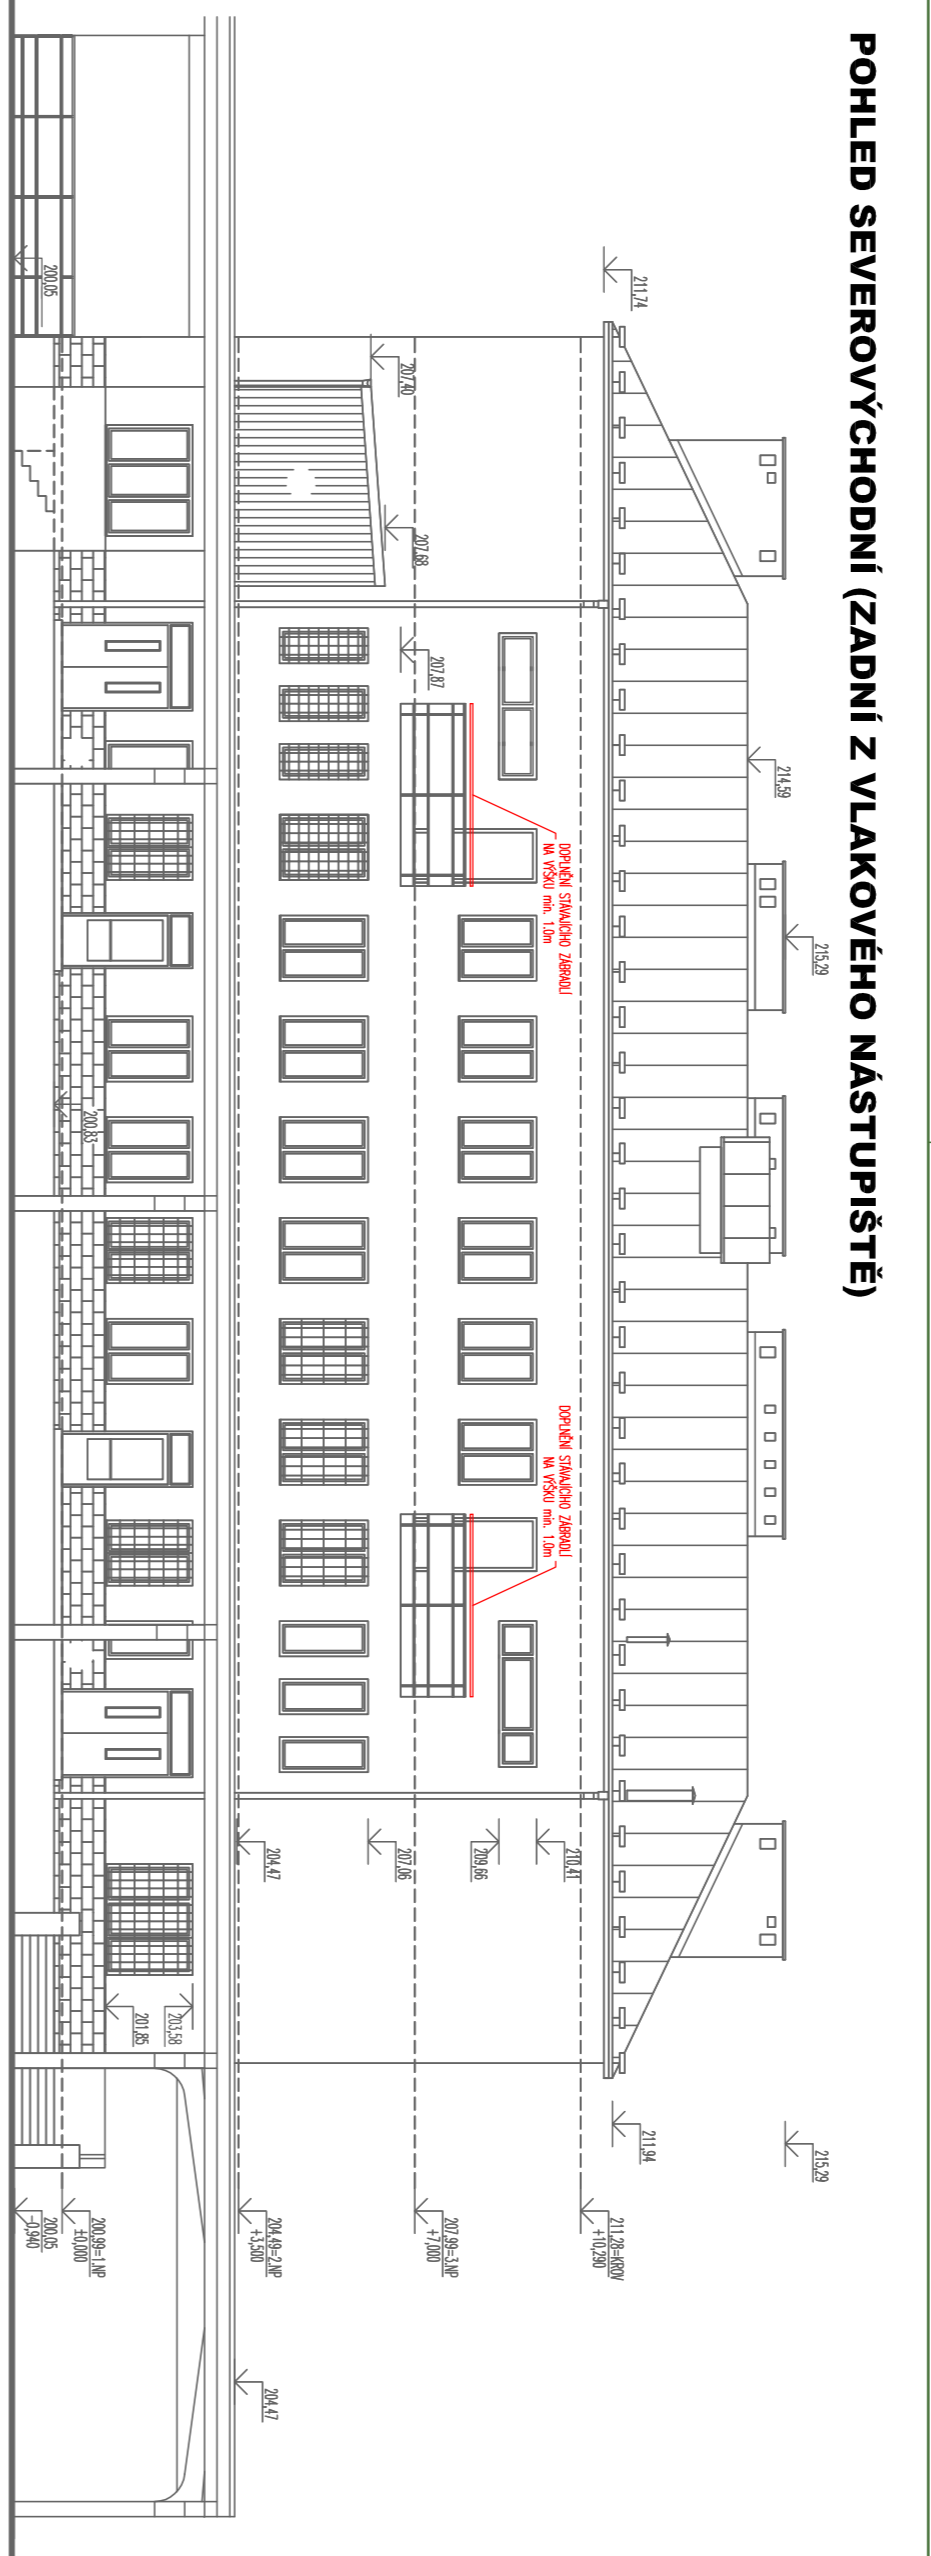 POHLED SEVEROVÝCHODNÍ (ZADNÍ Z VLAKOVÉHO NÁSTUPIŠTĚ)
211,74
214,59
215,29
215,29
207,40
207,68
207,87
DOPLNĚNÍ STÁVAJÍCÍHO ZÁBRADLÍ
NA VÝŠKU min. 1.0m
DOPLNĚNÍ STÁVAJÍCÍHO ZÁBRADLÍ
NA VÝŠKU min. 1.0m
210,41
209,66
207,06
204,47
211,94
211,28=KROV
+10,290
207,99=3.NP
+7,000
204,49=2.NP
+3,500
204,47
200,05
200,83
203,58
201,85
200,99=1.NP
±0,000
200,05
-0,940